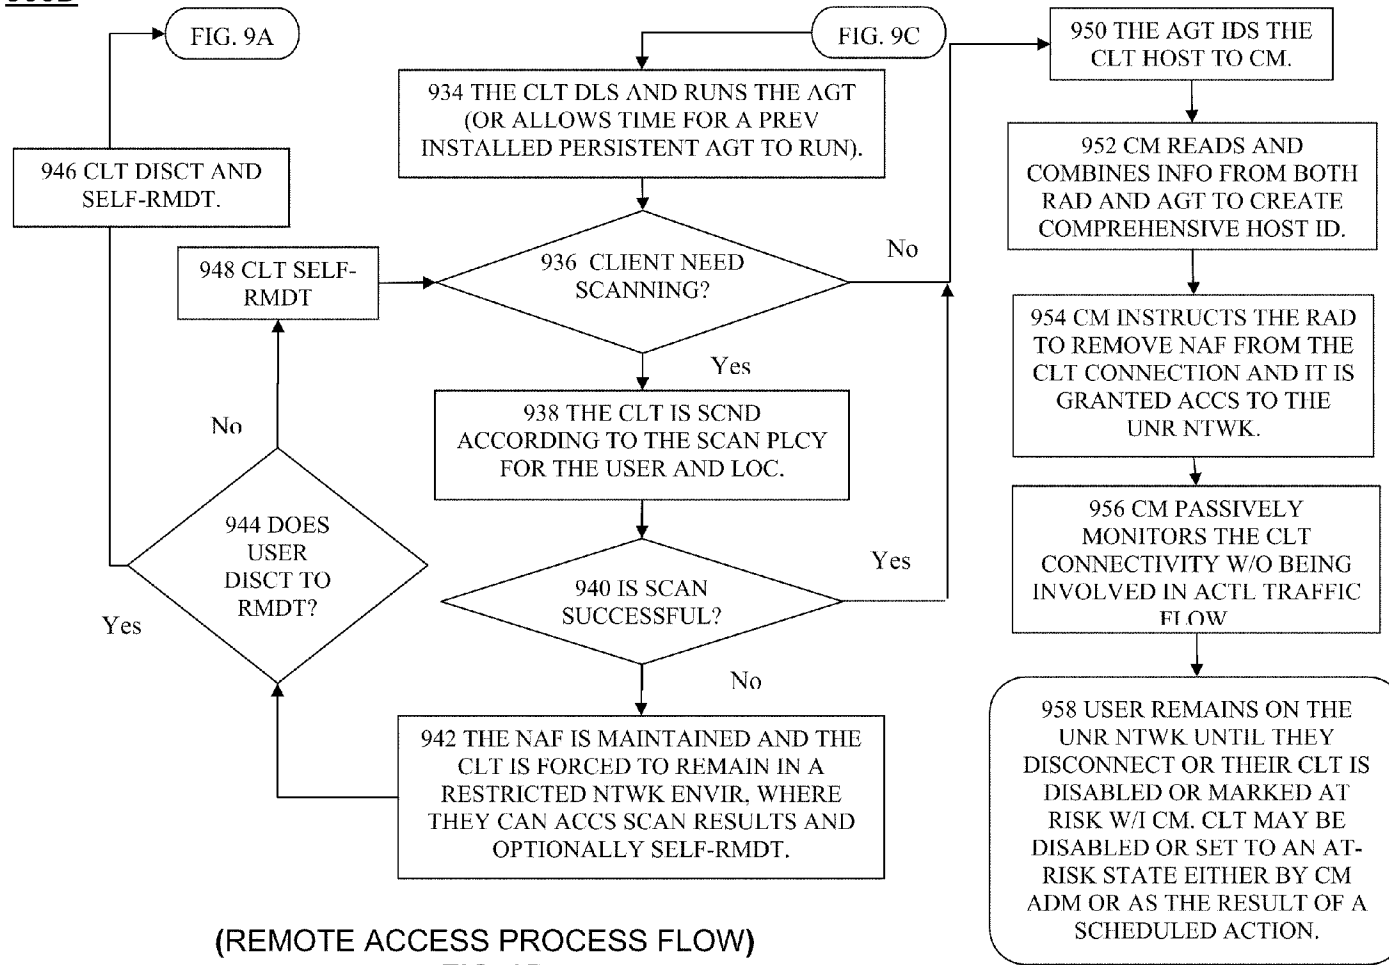 FIG. 9A
FIG. 9C
934 THE CLT DLS AND RUNS THE AGT
(OR ALLOWS TIME FOR A PREV
INSTALLED PERSISTENT AGT TO RUN).
946 CLT DISCT AND
SELF-RMDT.
948 CLT SELF-
RMDT
936 CLIENT NEED
SCANNING?
No
Yes
938 THE CLT IS SCND
ACCORDING TO THE SCAN PLCY
FOR THE USER AND LOC.
No
944 DOES
USER
DISCT TO
RMDT?
Yes
940 IS SCAN
SUCCESSFUL?
Yes
No
942 THE NAF IS MAINTAINED AND THE
CLT IS FORCED TO REMAIN IN A
RESTRICTED NTWK ENVIR, WHERE
THEY CAN ACCS SCAN RESULTS AND
OPTIONALLY SELF-RMDT.
950 THE AGT IDS THE
CLT HOST TO CM.
952 CM READS AND
COMBINES INFO FROM BOTH
RAD AND AGT TO CREATE
COMPREHENSIVE HOST ID.
954 CM INSTRUCTS THE RAD
TO REMOVE NAF FROM THE
CLT CONNECTION AND IT IS
GRANTED ACCS TO THE
UNR NTWK.
956 CM PASSIVELY
MONITORS THE CLT
CONNECTIVITY W/O BEING
INVOLVED IN ACTL TRAFFIC
FLOW
958 USER REMAINS ON THE
UNR NTWK UNTIL THEY
DISCONNECT OR THEIR CLT IS
DISABLED OR MARKED AT
RISK W/I CM. CLT MAY BE
DISABLED OR SET TO AN AT-
RISK STATE EITHER BY CM
ADM OR AS THE RESULT OF A
SCHEDULED ACTION.
(REMOTE ACCESS PROCESS FLOW)